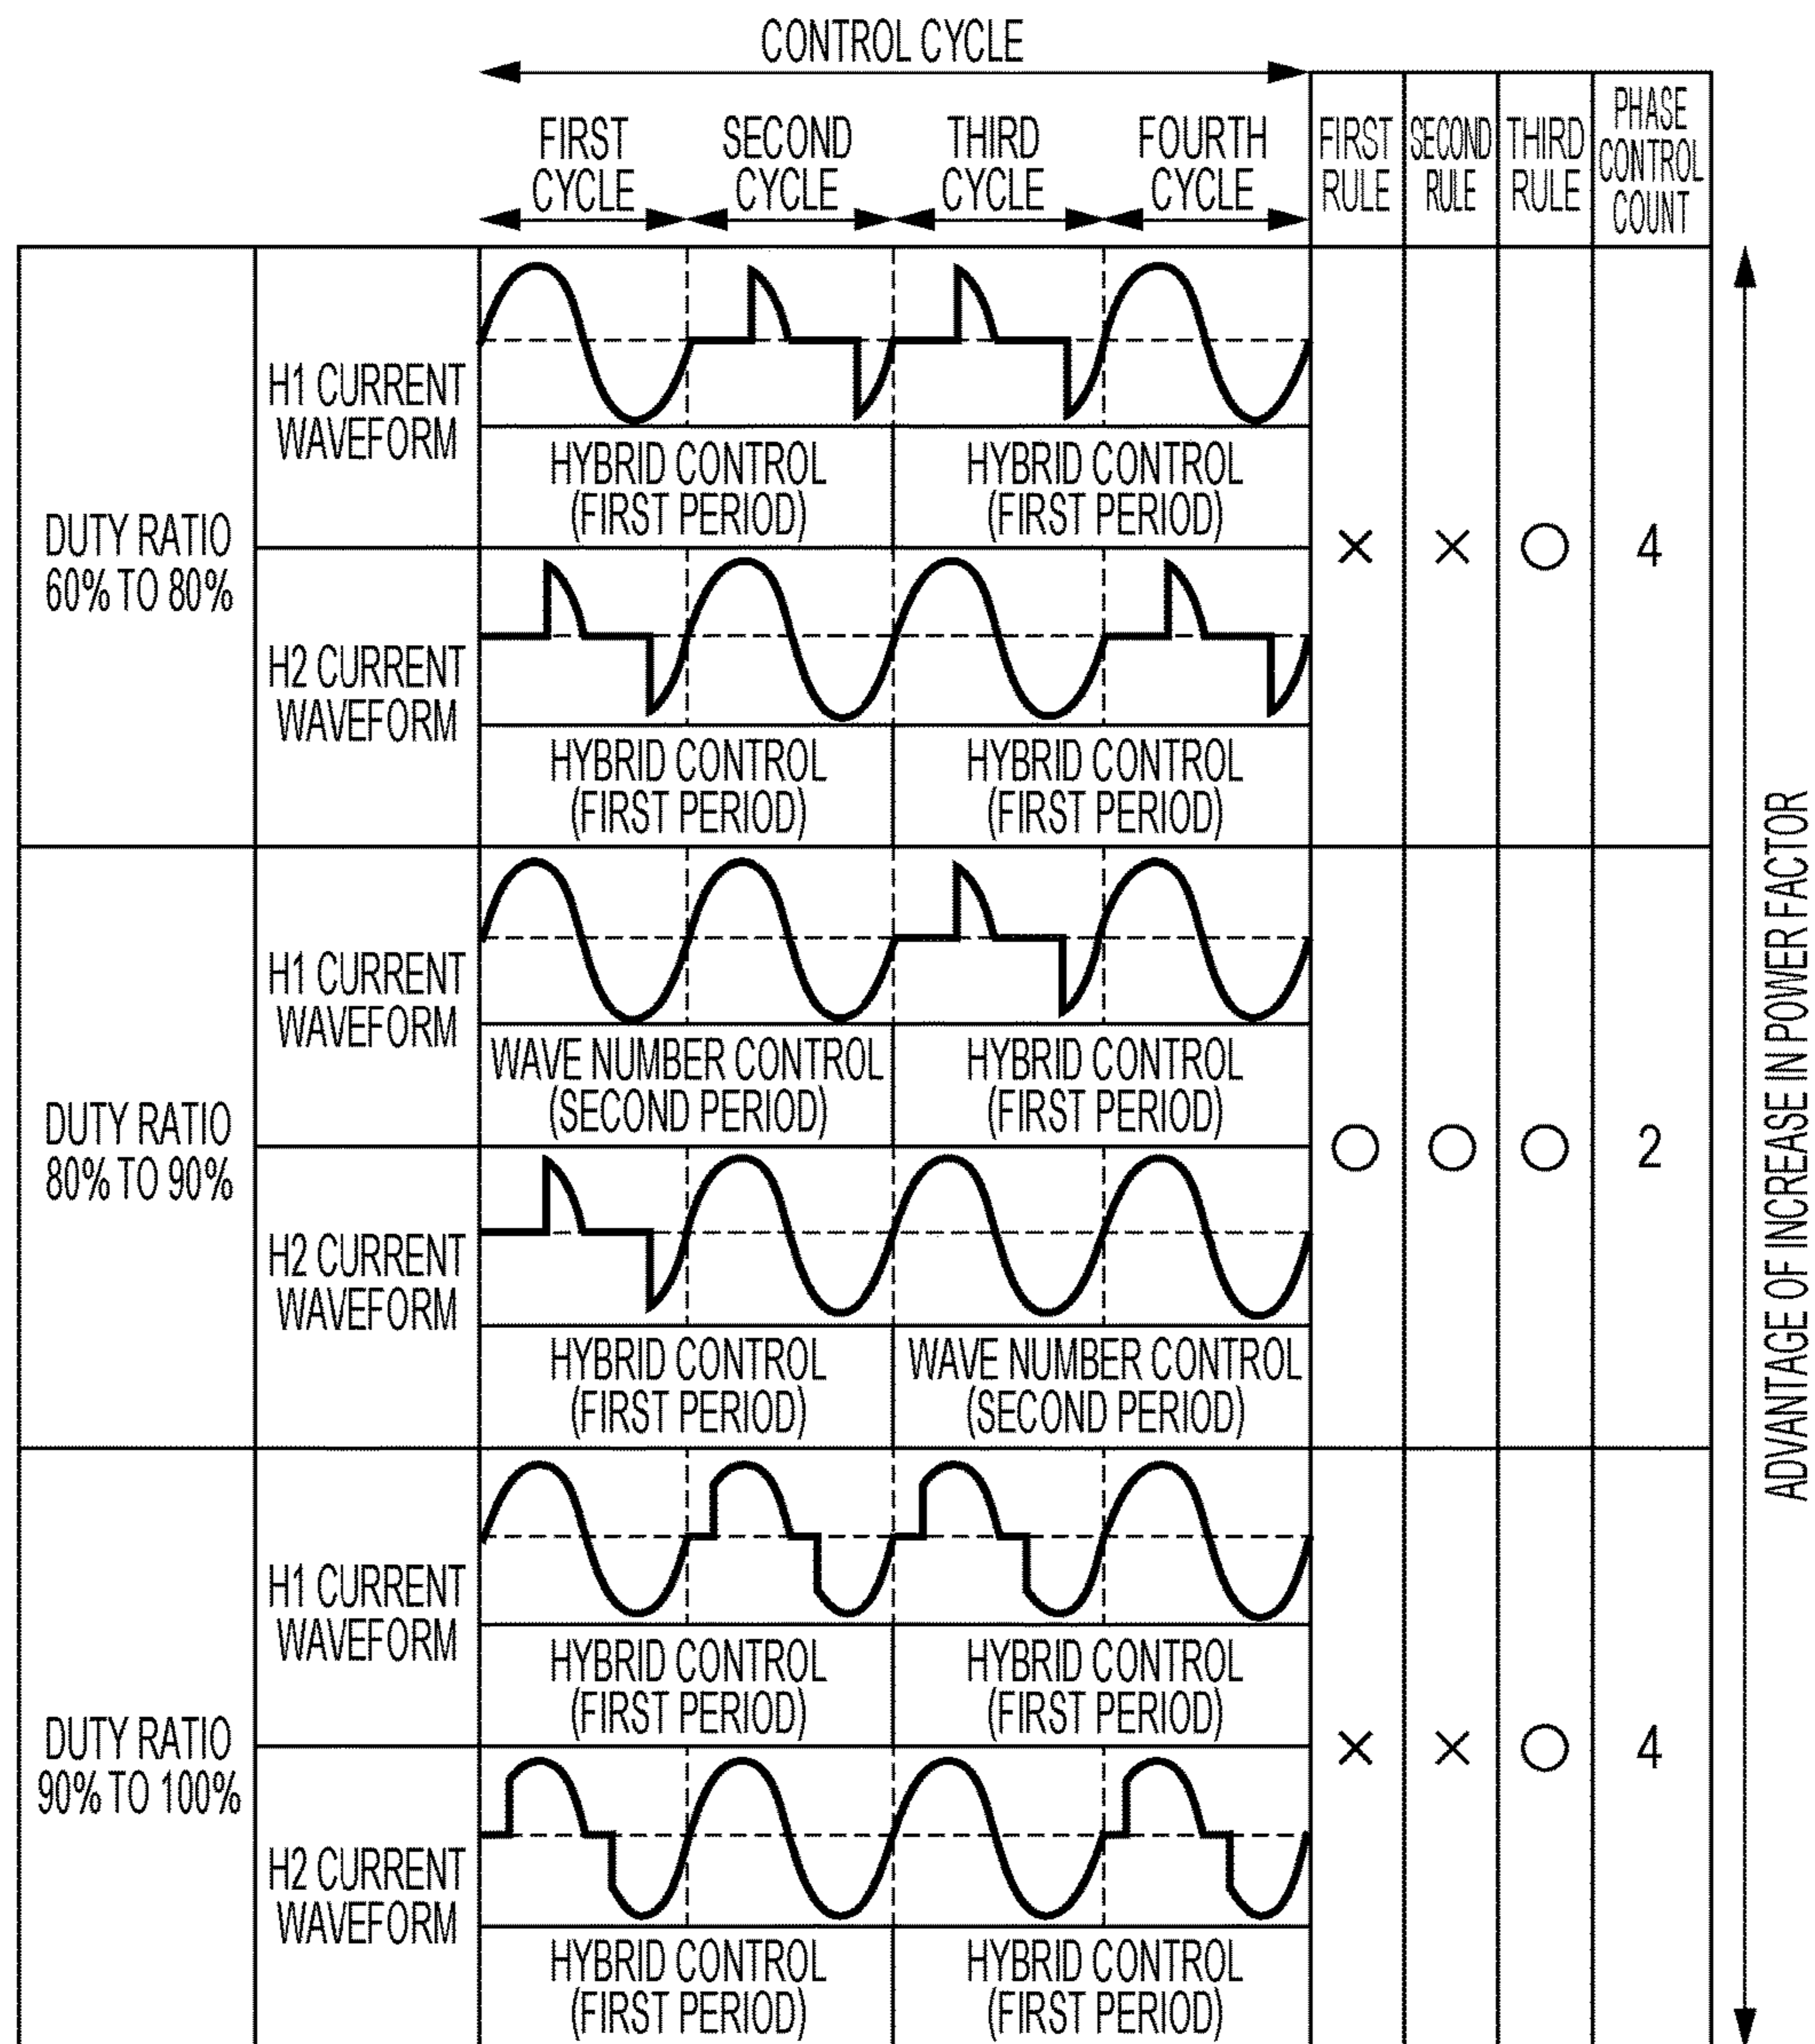 CONTROL CYCLE
FIRST
CYCLE
SECOND
CYCLE
THIRD
CYCLE
FOURTH
CYCLE
FIRST
RULE
SECOND
RULE
THIRD
RULE
PHASE
CONTROL
COUNT
DUTY RATIO
60% TO 80%
H1 CURRENT
WAVEFORM
HYBRID CONTROL
(FIRST PERIOD)
HYBRID CONTROL
(FIRST PERIOD)
H2 CURRENT
WAVEFORM
HYBRID CONTROL
(FIRST PERIOD)
HYBRID CONTROL
(FIRST PERIOD)
× × ○ 4
DUTY RATIO
80% TO 90%
H1 CURRENT
WAVEFORM
WAVE NUMBER CONTROL
(SECOND PERIOD)
HYBRID CONTROL
(FIRST PERIOD)
H2 CURRENT
WAVEFORM
HYBRID CONTROL
(FIRST PERIOD)
WAVE NUMBER CONTROL
(SECOND PERIOD)
○ ○ ○ 2
DUTY RATIO
90% TO 100%
H1 CURRENT
WAVEFORM
HYBRID CONTROL
(FIRST PERIOD)
HYBRID CONTROL
(FIRST PERIOD)
H2 CURRENT
WAVEFORM
HYBRID CONTROL
(FIRST PERIOD)
HYBRID CONTROL
(FIRST PERIOD)
× × ○ 4
ADVANTAGE OF INCREASE IN POWER FACTOR